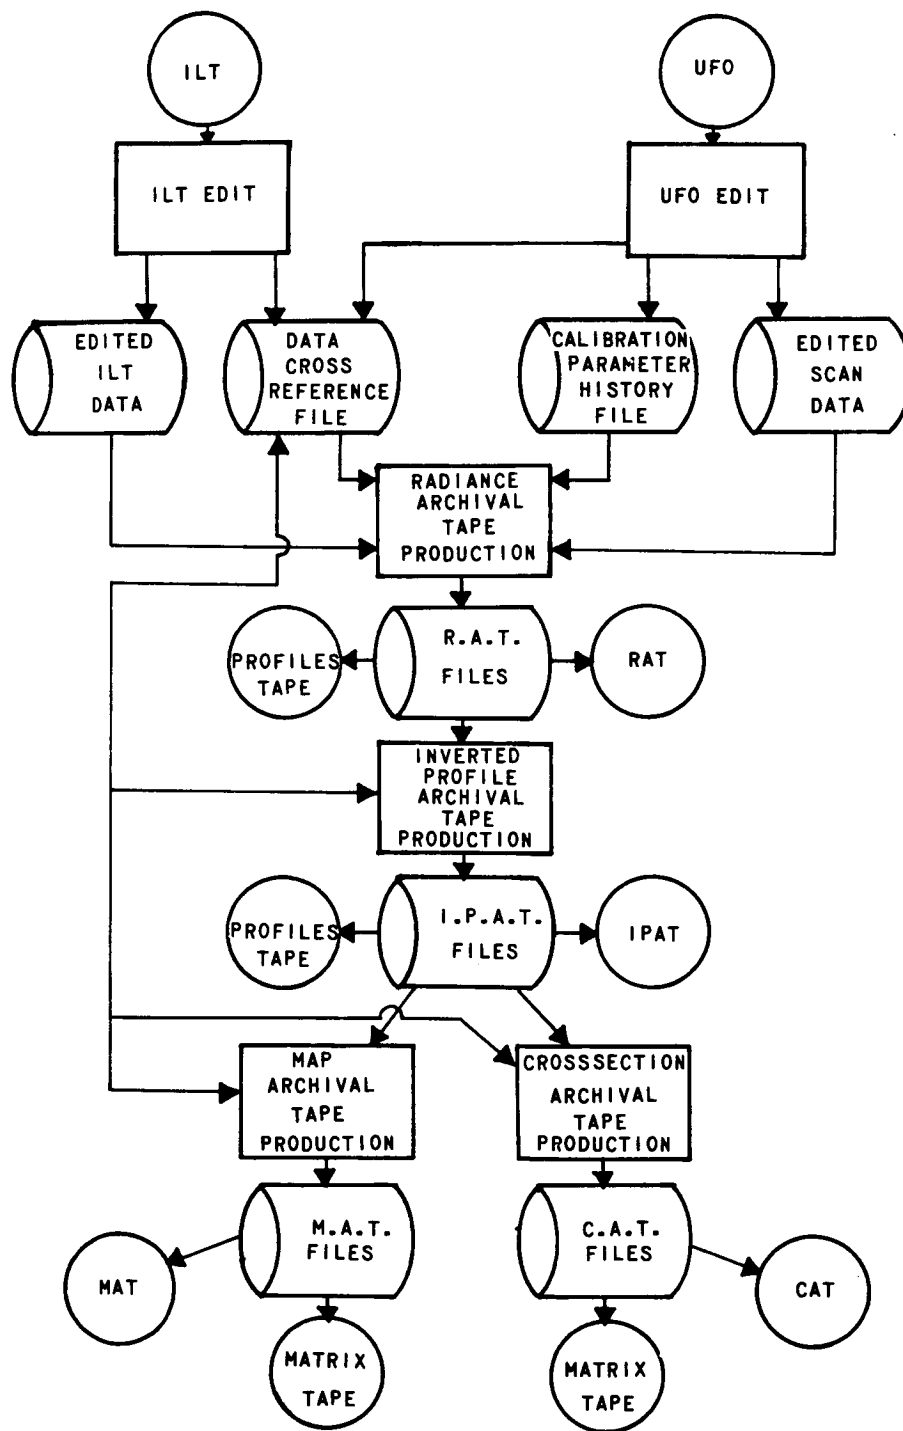 ILT
UFO
ILT EDIT
UFO EDIT
EDITED
ILT
DATA
DATA
CROSS
REFERENCE
FILE
CALIBRATION
PARAMETER
HISTORY
FILE
EDITED
SCAN
DATA
RADIANCE
ARCHIVAL
TAPE
PRODUCTION
PROFILES
TAPE
R.A.T.
FILES
RAT
INVERTED
PROFILE
ARCHIVAL
TAPE
PRODUCTION
PROFILES
TAPE
I.P.A.T.
FILES
IPAT
MAP
ARCHIVAL
TAPE
PRODUCTION
CROSSSECTION
ARCHIVAL
TAPE
PRODUCTION
M.A.T.
FILES
C.A.T.
FILES
MAT
CAT
MATRIX
TAPE
MATRIX
TAPE